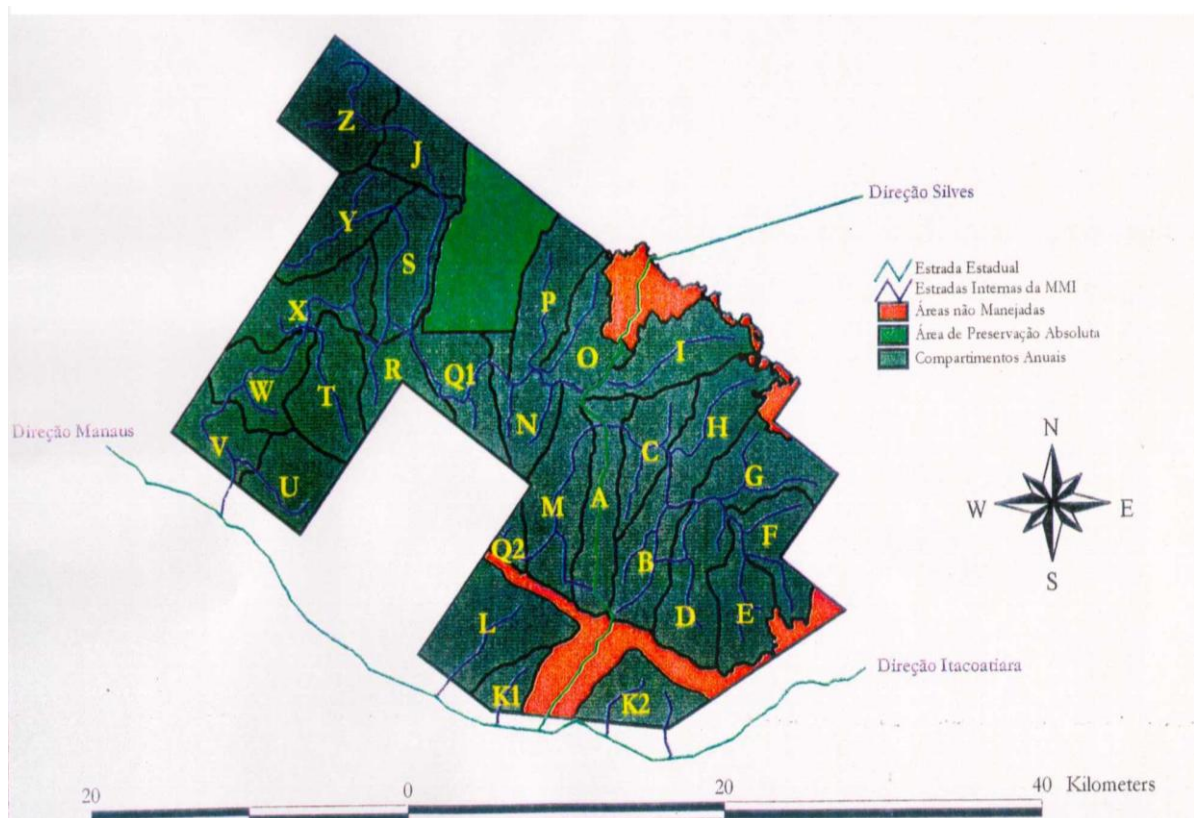 Z
J
Direção Silves
Y
S
Estrada Estadual
Estradas Internas da MMI
Áreas não Manejadas
Área de Preservação Absoluta
Compartimentos Anuais
X
P
O
I
W
T
R
Q1
N
H
Direção Manaus
V
U
C
G
M
A
N
W
E
S
Q2
B
F
L
D
E
Direção Itacoatiara
K1
K2
20
0
20
40
Kilometers